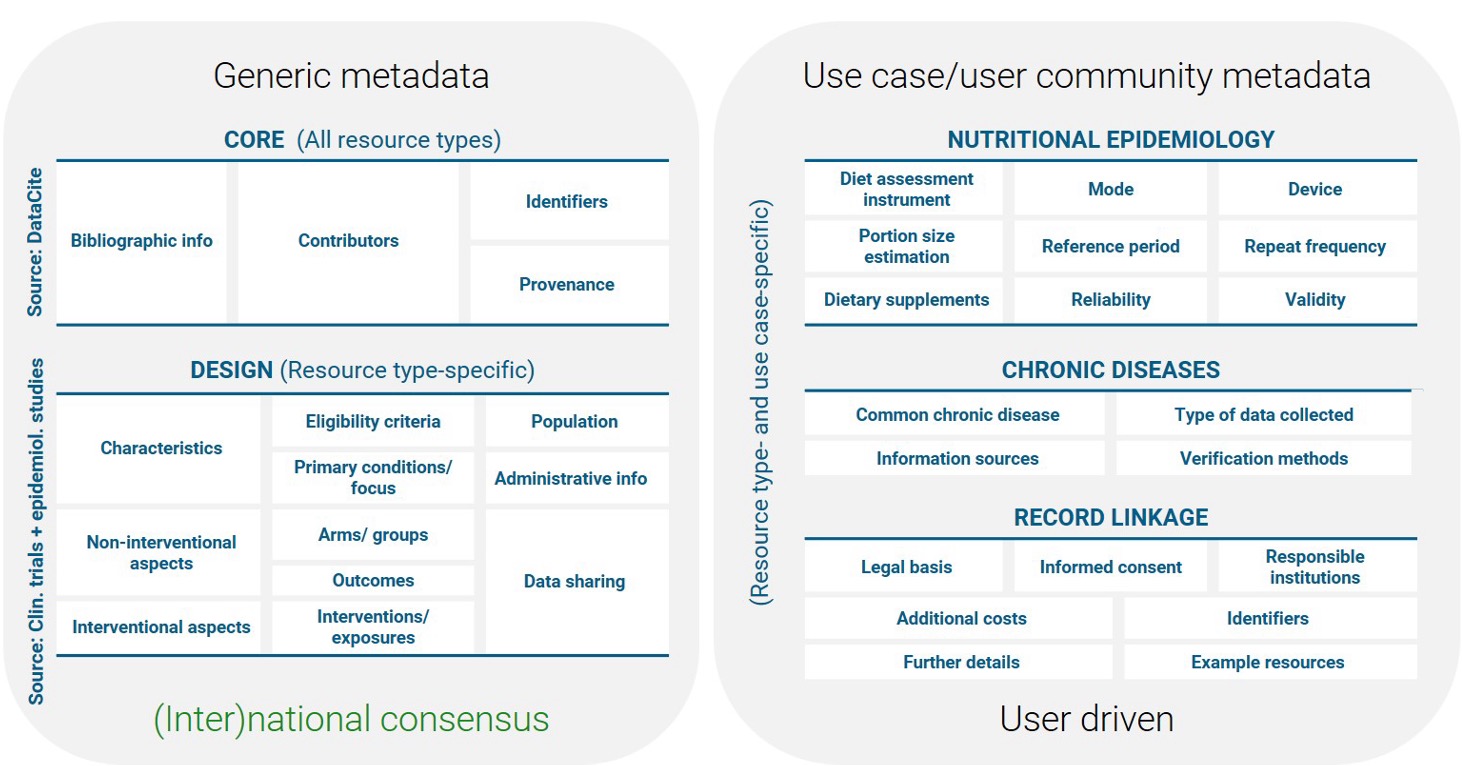 Generic metadata
CORE (All resource types)
Source: DataCite
Bibliographic info
Contributors
Identifiers
Provenance
DESIGN (Resource type-specific)
Source: Clin. trials + epidemiol. studies
Characteristics
Eligibility criteria
Population
Primary conditions/
focus
Administrative info
Non-interventional
aspects
Arms/ groups
Outcomes
Data sharing
Interventional aspects
Interventions/
exposures
(Inter)national consensus
Use case/user community metadata
(Resource type- and use case-specific)
NUTRITIONAL EPIDEMIOLOGY
Diet assessment
instrument
Mode
Device
Portion size
estimation
Reference period
Repeat frequency
Dietary supplements
Reliability
Validity
CHRONIC DISEASES
Common chronic disease
Type of data collected
Information sources
Verification methods
RECORD LINKAGE
Legal basis
Informed consent
Responsible
institutions
Additional costs
Identifiers
Further details
Example resources
User driven